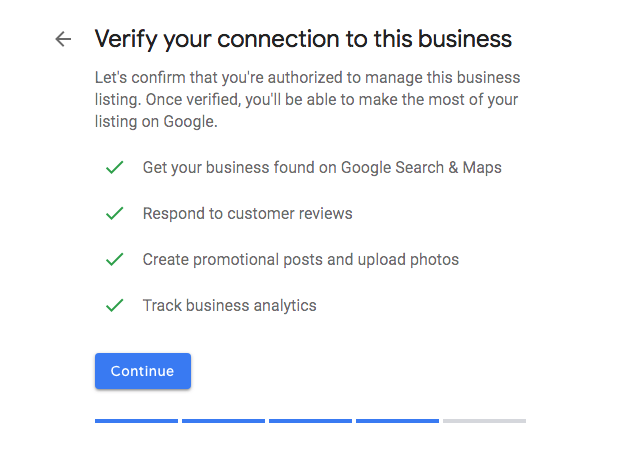 Verify your connection to this business
Let's confirm that you're authorized to manage this business
listing. Once verified, you'll be able to make the most of your
listing on Google.
Get your business found on Google Search & Maps
Respond to customer reviews
Create promotional posts and upload photos
Track business analytics
Continue